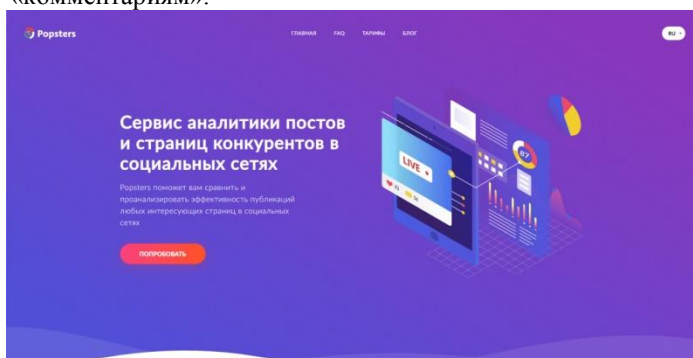 «комментариям».
Popsters
ГЛАВНАЯ FAQ ТАРИФЫ БЛОГ
RU
Сервис аналитики постов
и страниц конкурентов в
социальных сетях
Popsters поможет вам сравнить и
проанализировать эффективность публикаций
любых интересующих страниц в социальных
сетях
ПОПРОБОВАТЬ
LIVE
87